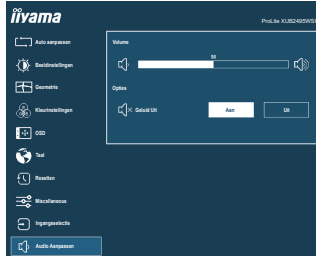 iiyama
ProLite XUB2495WSU
Auto aanpassen
Beeldinstellingen
Geometrie
Kleurinstellingen
OSD
Taal
Resetten
Miscellaneous
Ingangsselectie
Audio Aanpassen
Volume
50
Opties
Geluid Uit
Aan
Uit